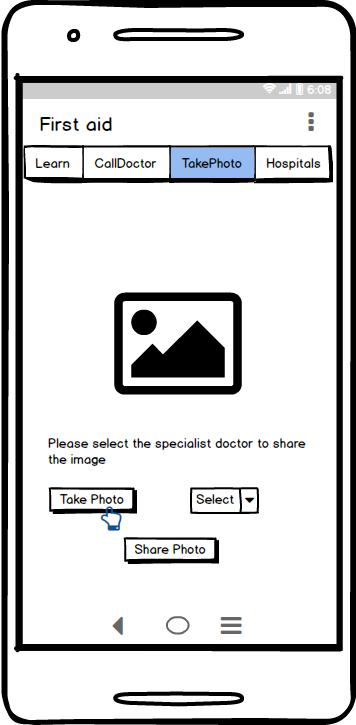 6:08
First aid
Learn CallDoctor TakePhoto Hospitals
Please select the specialist doctor to share
the image
Take Photo Select
Share Photo